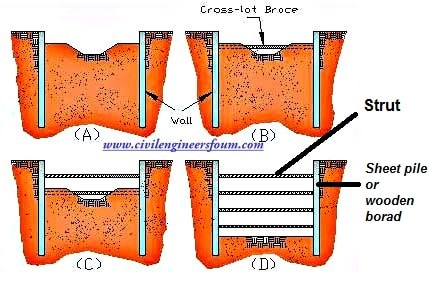 Cross-lot Broce
Wall
(A)
(B)
www.civilengineersfoum.com
Strut
Sheet pile
or
wooden
borad
(C)
(D)